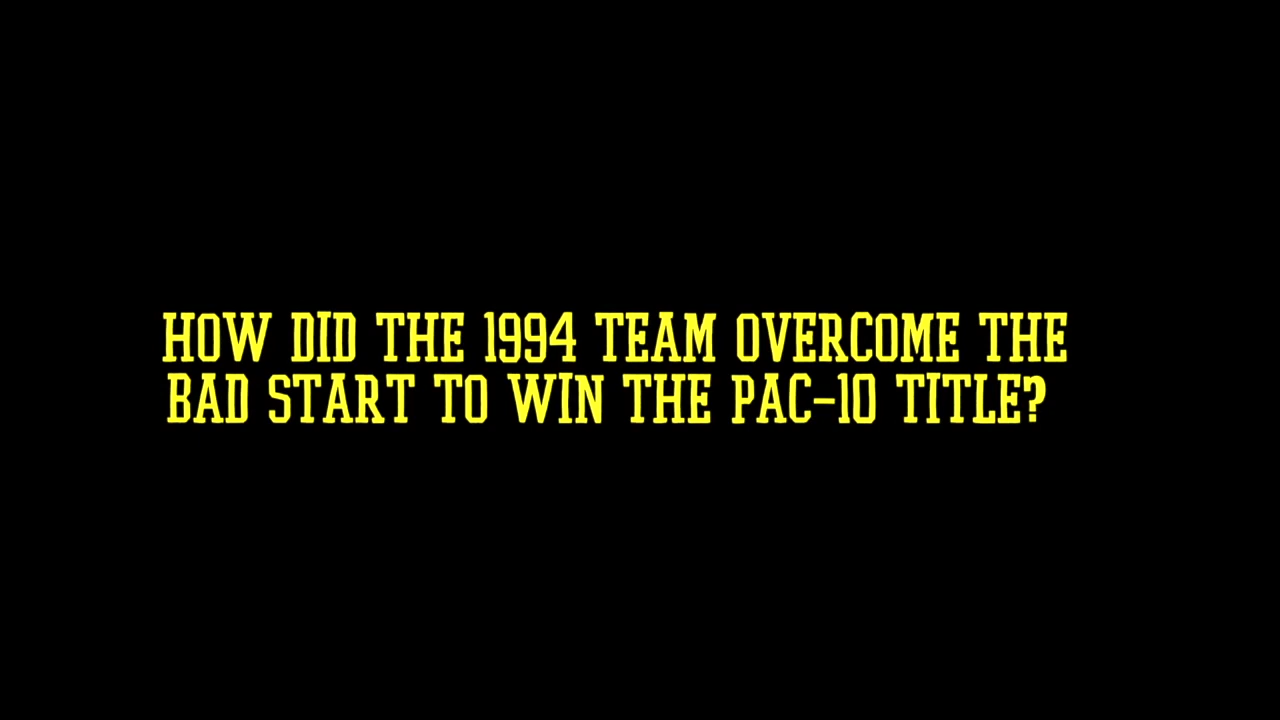 HOW DID THE 1994 TEAM OVERCOME THE
BAD START TO WIN THE PAC-10 TITLE?